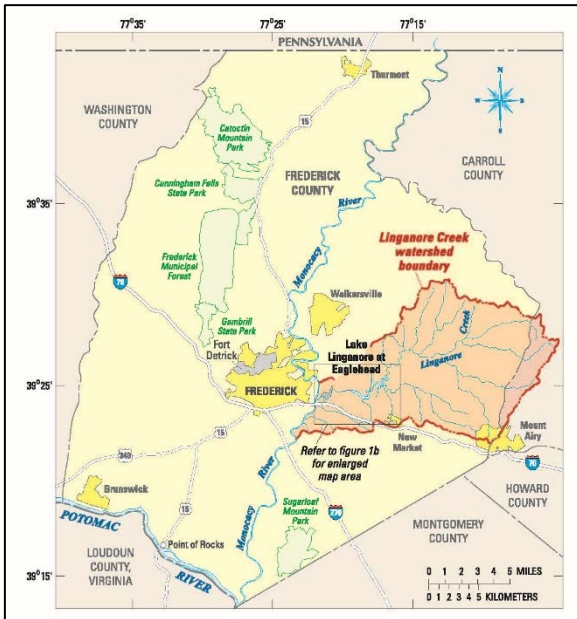 77°35'
77°25'
77°15'
PENNSYLVANIA
Thurmont
N
W
E
S
WASHINGTON
COUNTY
15
Catoctin
Mountain
Park
CARROLL
COUNTY
FREDERICK
COUNTY
Cunningham Falls
State Park
39°35'
River
Monocacy
Linganore Creek
watershed
boundary
Frederick
Municipal
Forest
70
Walkersville
Creek
Gambrill
State Park
Fort
Detrick
Lake
Linganore at
Eaglehead
Linganore
39°25'
FREDERICK
15
Refer to figure 1b
for enlarged
map area
New
Market
Mount
Airy
340
River
70
Brunswick
270
HOWARD
COUNTY
Sugarloaf
Mountain
Park
MONTGOMERY
COUNTY
POTOMAC
15
Monocacy
Point of Rocks
LOUDOUN
COUNTY,
VIRGINIA
RIVER
39°15'
0 1 2 3 4 5 MILES
0 1 2 3 4 5 KILOMETERS